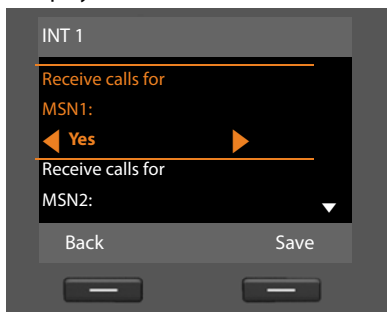 INT 1
Receive calls for
MSN1:
Yes
Receive calls for
MSN2:
Back Save